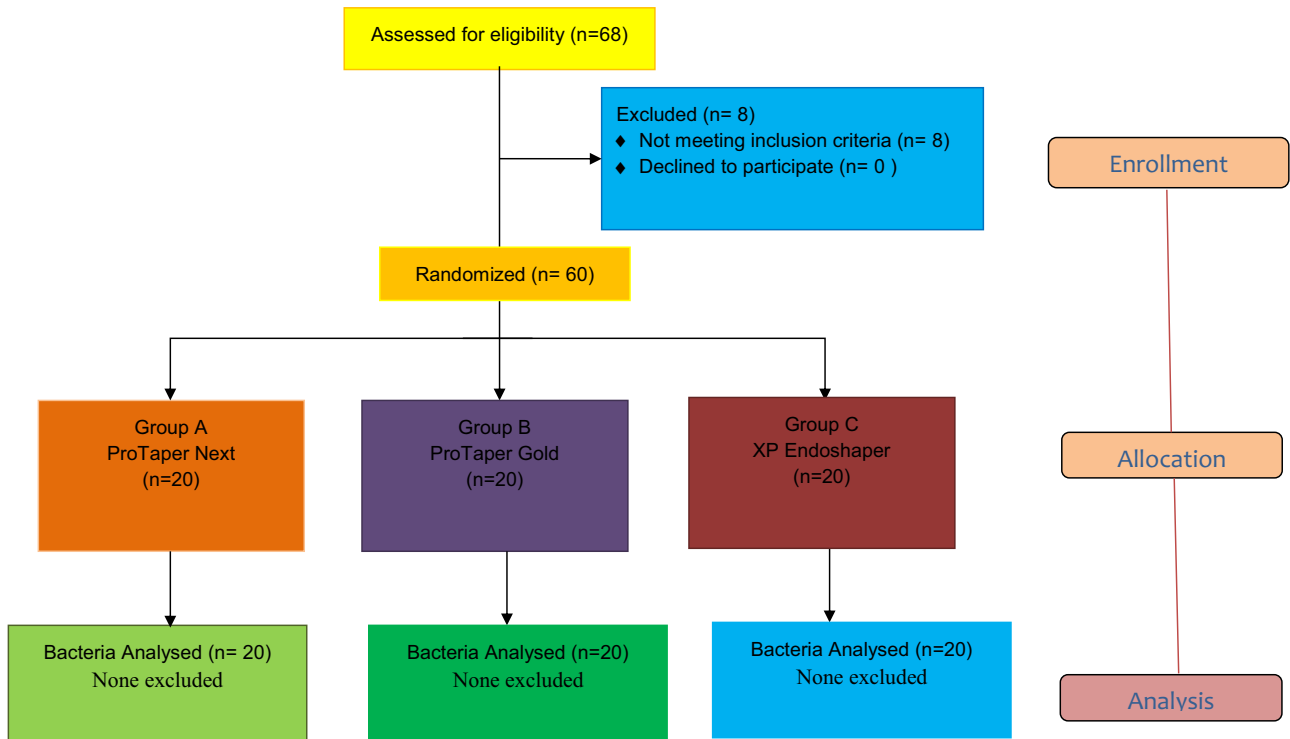 Assessed for eligibility (n=68)
Excluded (n= 8)
♦ Not meeting inclusion criteria (n= 8)
♦ Declined to participate (n= 0 )
Enrollment
Randomized (n= 60)
Group A
ProTaper Next
(n=20)
Group B
ProTaper Gold
(n=20)
Group C
XP Endoshaper
(n=20)
Allocation
Bacteria Analysed (n= 20)
None excluded
Bacteria Analysed (n=20)
None excluded
Bacteria Analysed (n=20)
None excluded
Analysis